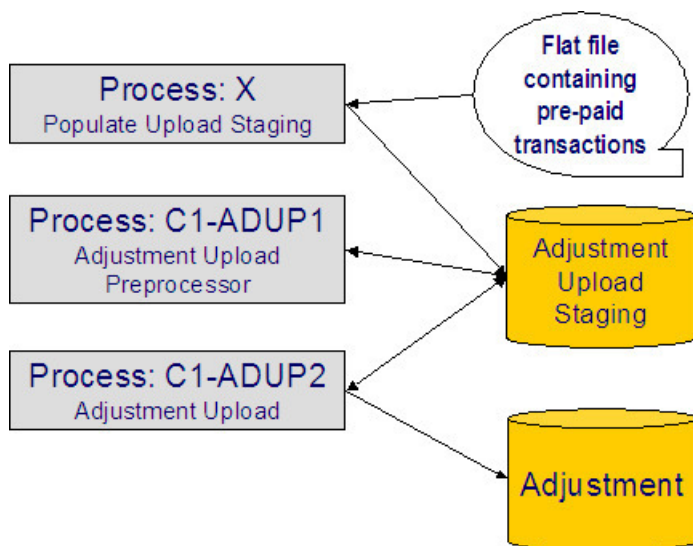 Process: X
Populate Upload Staging
Flat file
containing
pre-paid
transactions
Process: C1-ADUP1
Adjustment Upload
Preprocessor
Adjustment
Upload
Staging
Process: C1-ADUP2
Adjustment Upload
Adjustment